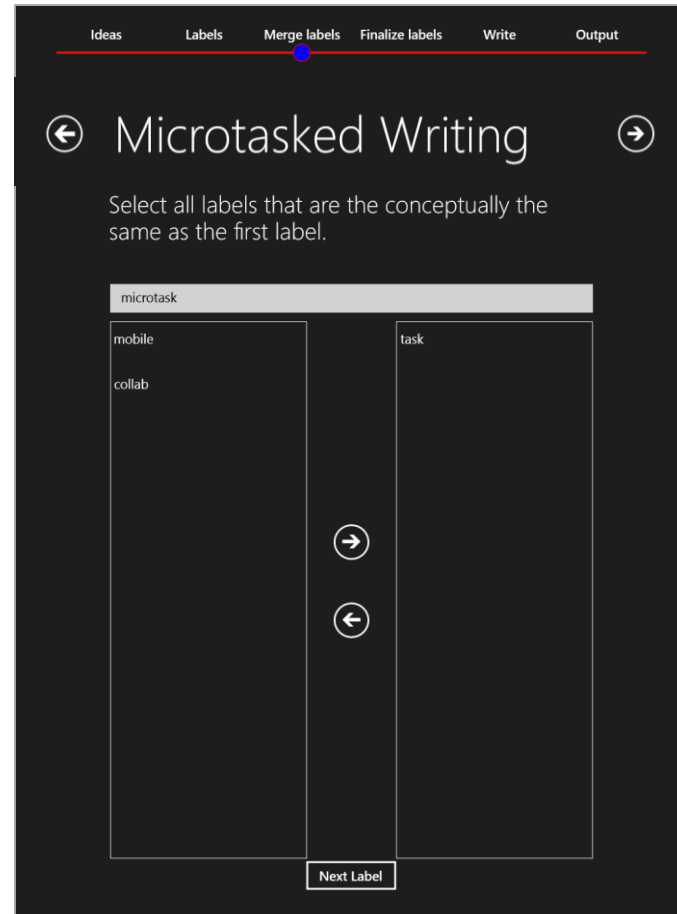 Ideas Labels Merge labels Finalize labels Write Output
Microtasked Writing
Select all labels that are the conceptually the
same as the first label.
microtask
mobile task
collab
Next Label